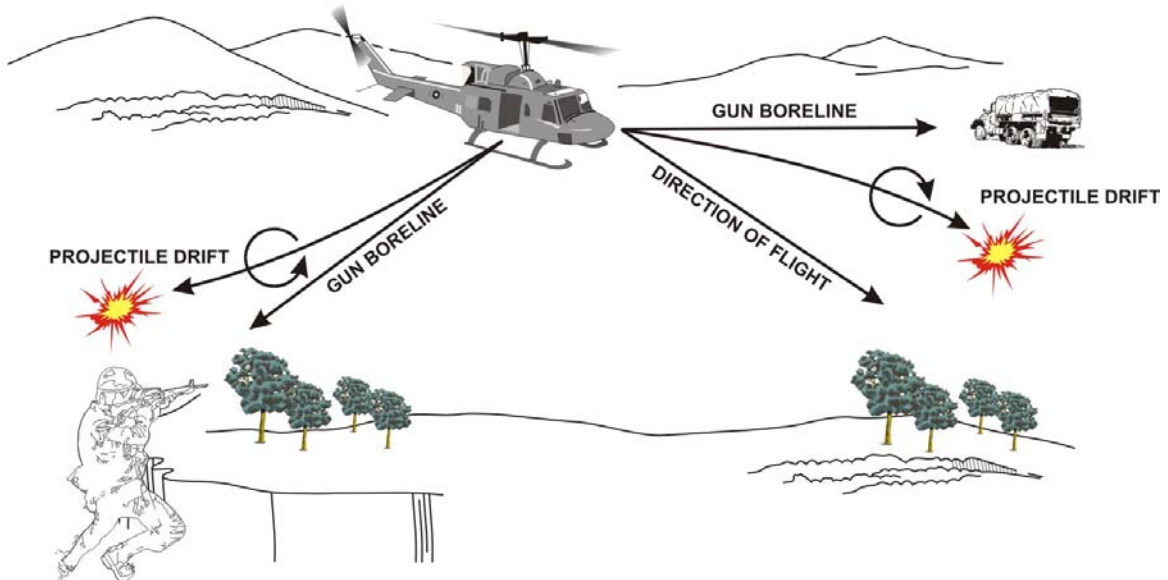 GUN BORELINE
PROJECTILE DRIFT
DIRECTION OF FLIGHT
PROJECTILE DRIFT
GUN BORELINE